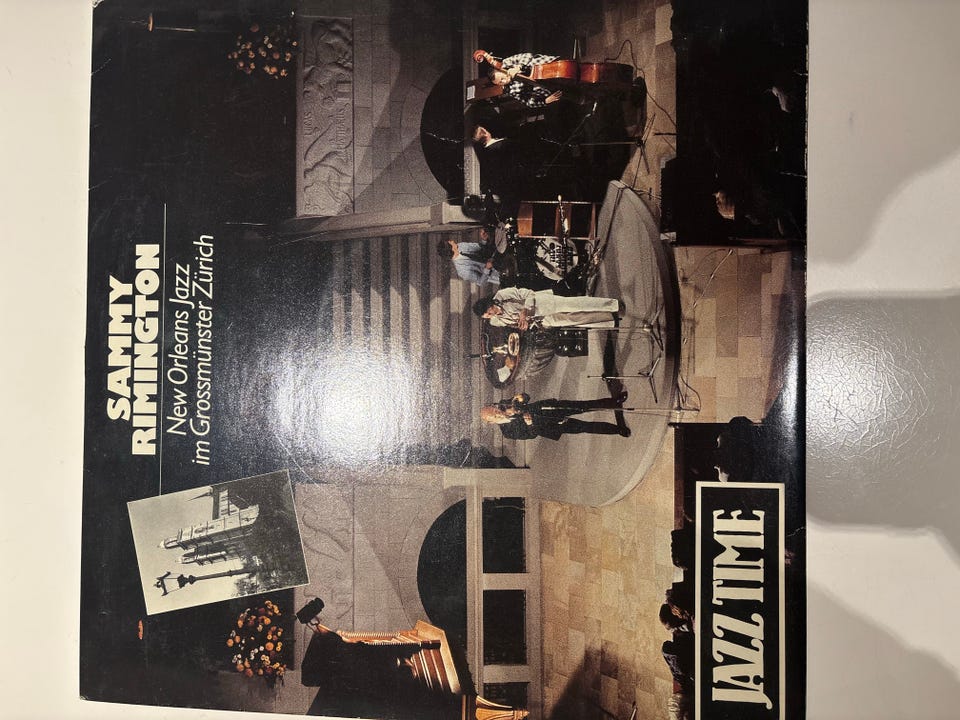 SAMMY
RIMINGTON
New Orleans Jazz
im Grossmünster Zürich
JAZZ TIME